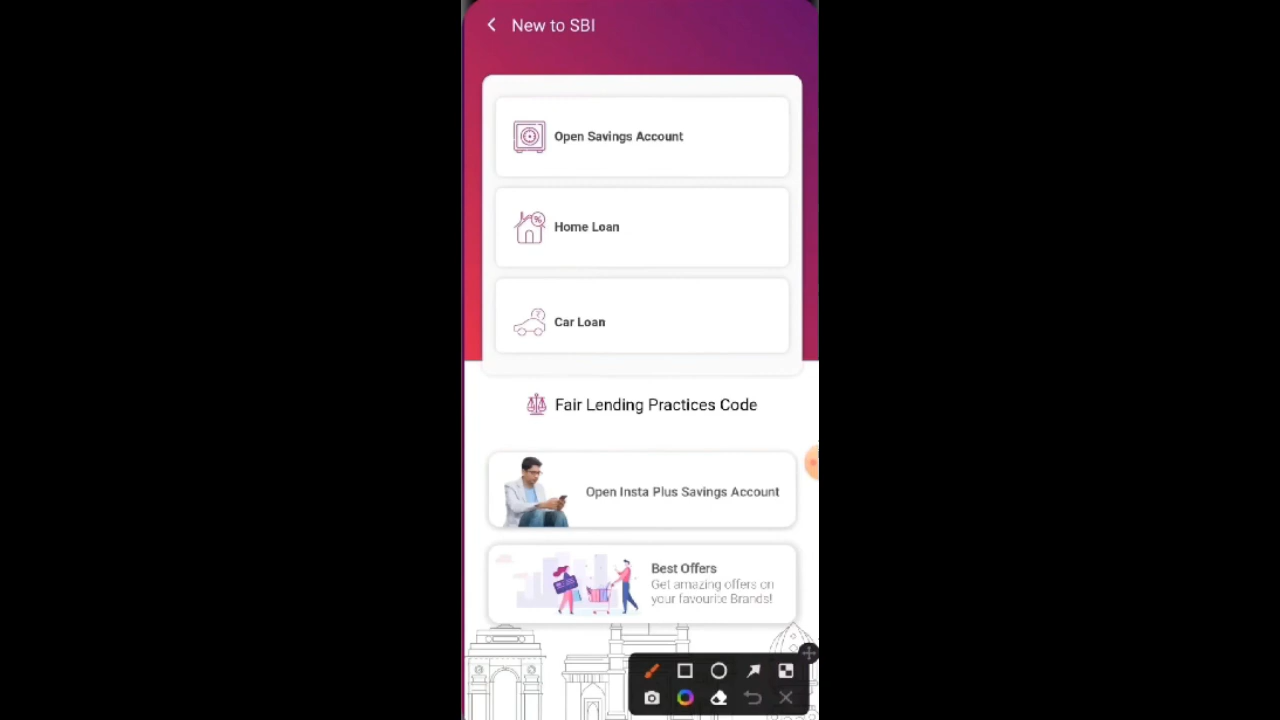 New to SBI
Open Savings Account
Home Loan
Car Loan
Fair Lending Practices Code
Open Insta Plus Savings Account
Best Offers
Get amazing offers on
your favourite Brands!